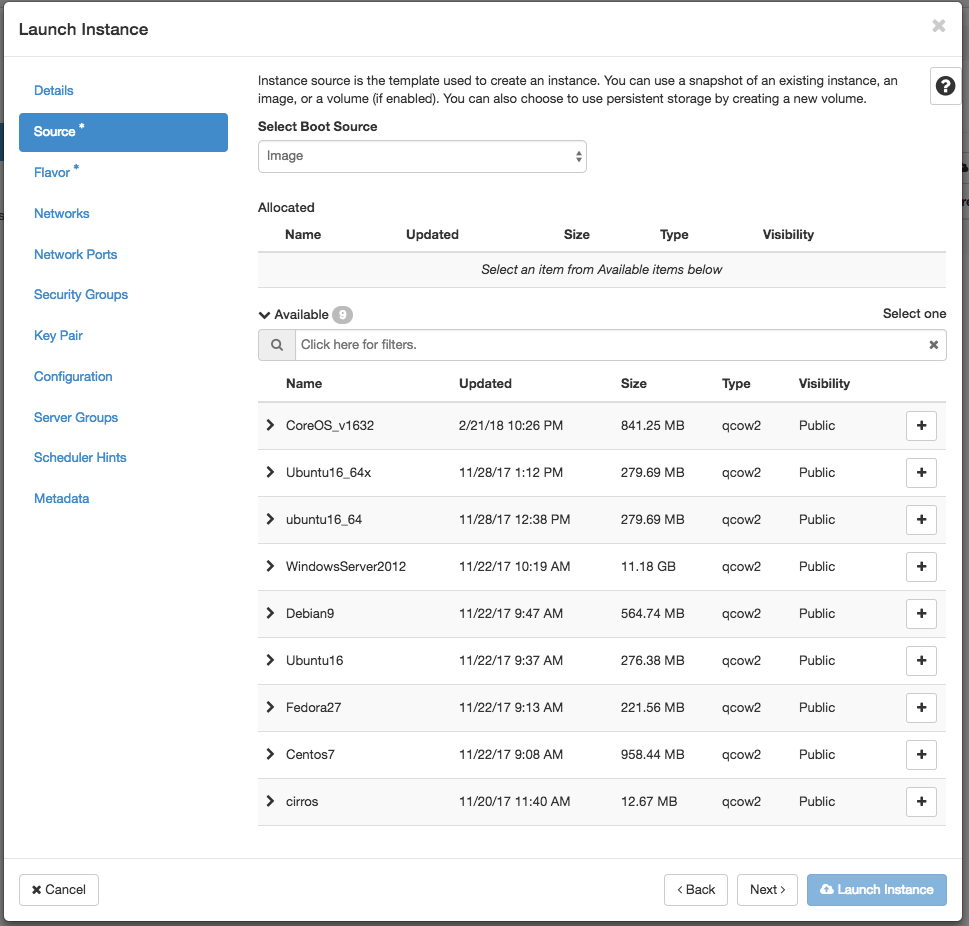 Launch Instance
Details
Source *
Flavor *
Networks
Network Ports
Security Groups
Key Pair
Configuration
Server Groups
Scheduler Hints
Metadata
Instance source is the template used to create an instance. You can use a snapshot of an existing instance, an
image, or a volume (if enabled). You can also choose to use persistent storage by creating a new volume.
Select Boot Source
Image
Allocated
Name Updated Size Type Visibility
Select an item from Available items below
Available 9 Select one
Click here for filters.
Name Updated Size Type Visibility
CoreOS_v1632 2/21/18 10:26 PM 841.25 MB qcow2 Public
Ubuntu16_64x 11/28/17 1:12 PM 279.69 MB qcow2 Public
ubuntu16_64 11/28/17 12:38 PM 279.69 MB qcow2 Public
WindowsServer2012 11/22/17 10:19 AM 11.18 GB qcow2 Public
Debian9 11/22/17 9:47 AM 564.74 MB qcow2 Public
Ubuntu16 11/22/17 9:37 AM 276.38 MB qcow2 Public
Fedora27 11/22/17 9:13 AM 221.56 MB qcow2 Public
Centos7 11/22/17 9:08 AM 958.44 MB qcow2 Public
cirros 11/20/17 11:40 AM 12.67 MB qcow2 Public
Cancel
‹ Back
Next ›
Launch Instance